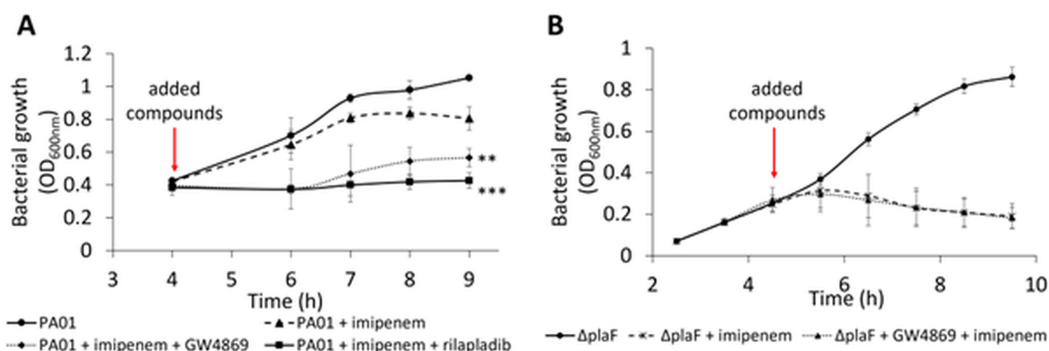 A
Bacterial growth
(OD600nm)
1.2
1
0.8
0.6
0.4
0.2
0
added
compounds
**
***
3 4 5 6 7 8 9
Time (h)
PA01
PA01 + imipenem
PA01 + imipenem + GW4869
PA01 + imipenem + rilapladib
B
Bacterial growth
(OD600nm)
1
0.8
0.6
0.4
0.2
0
added
compounds
2 4 6 8 10
Time (h)
ΔplaF
ΔplaF + imipenem
ΔplaF + GW4869 + imipenem